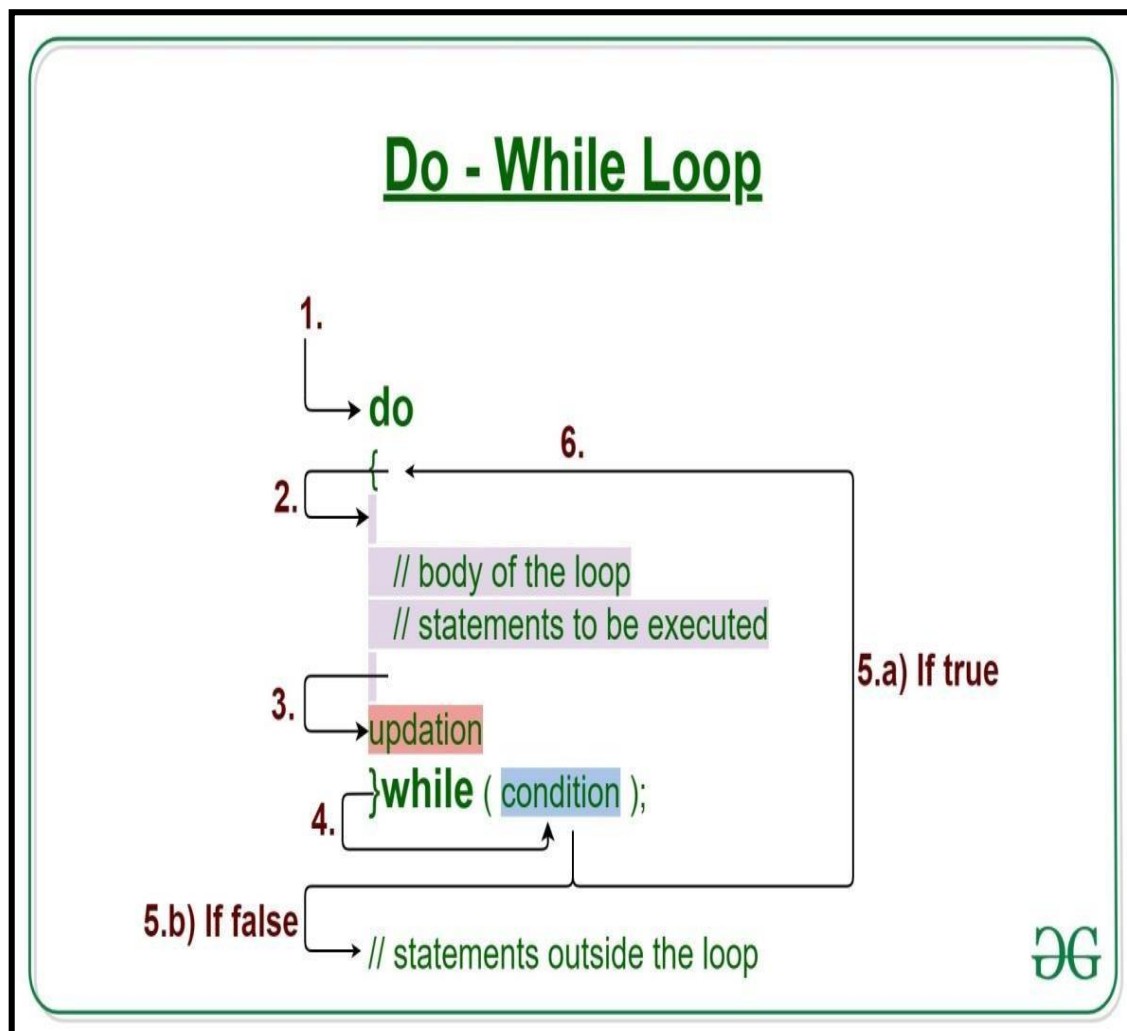 Do - While Loop
1.
do
6.
{
2.
// body of the loop
// statements to be executed
5.a) If true
3.
updation
}while ( condition );
4.
5.b) If false
// statements outside the loop